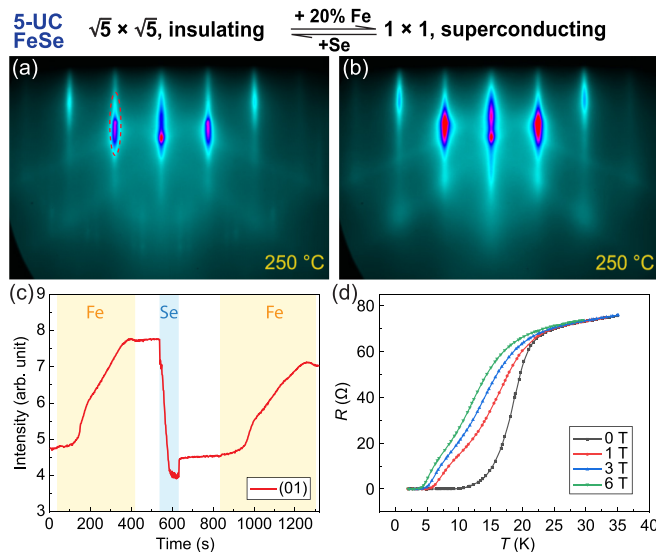 5-UC FeSe √5 × √5, insulating + 20% Fe +Se 1 × 1, superconducting
(a) (b)
250 °C 250 °C
(c) (d)
Fe Se Fe
Intensity (arb. unit)
9
8
7
6
5
4
3
(01)
0 200 400 600 800 1000 1200
Time (s)
R (Ω)
80
60
40
20
0
0 T
1 T
3 T
6 T
0 5 10 15 20 25 30 35 40
T (K)